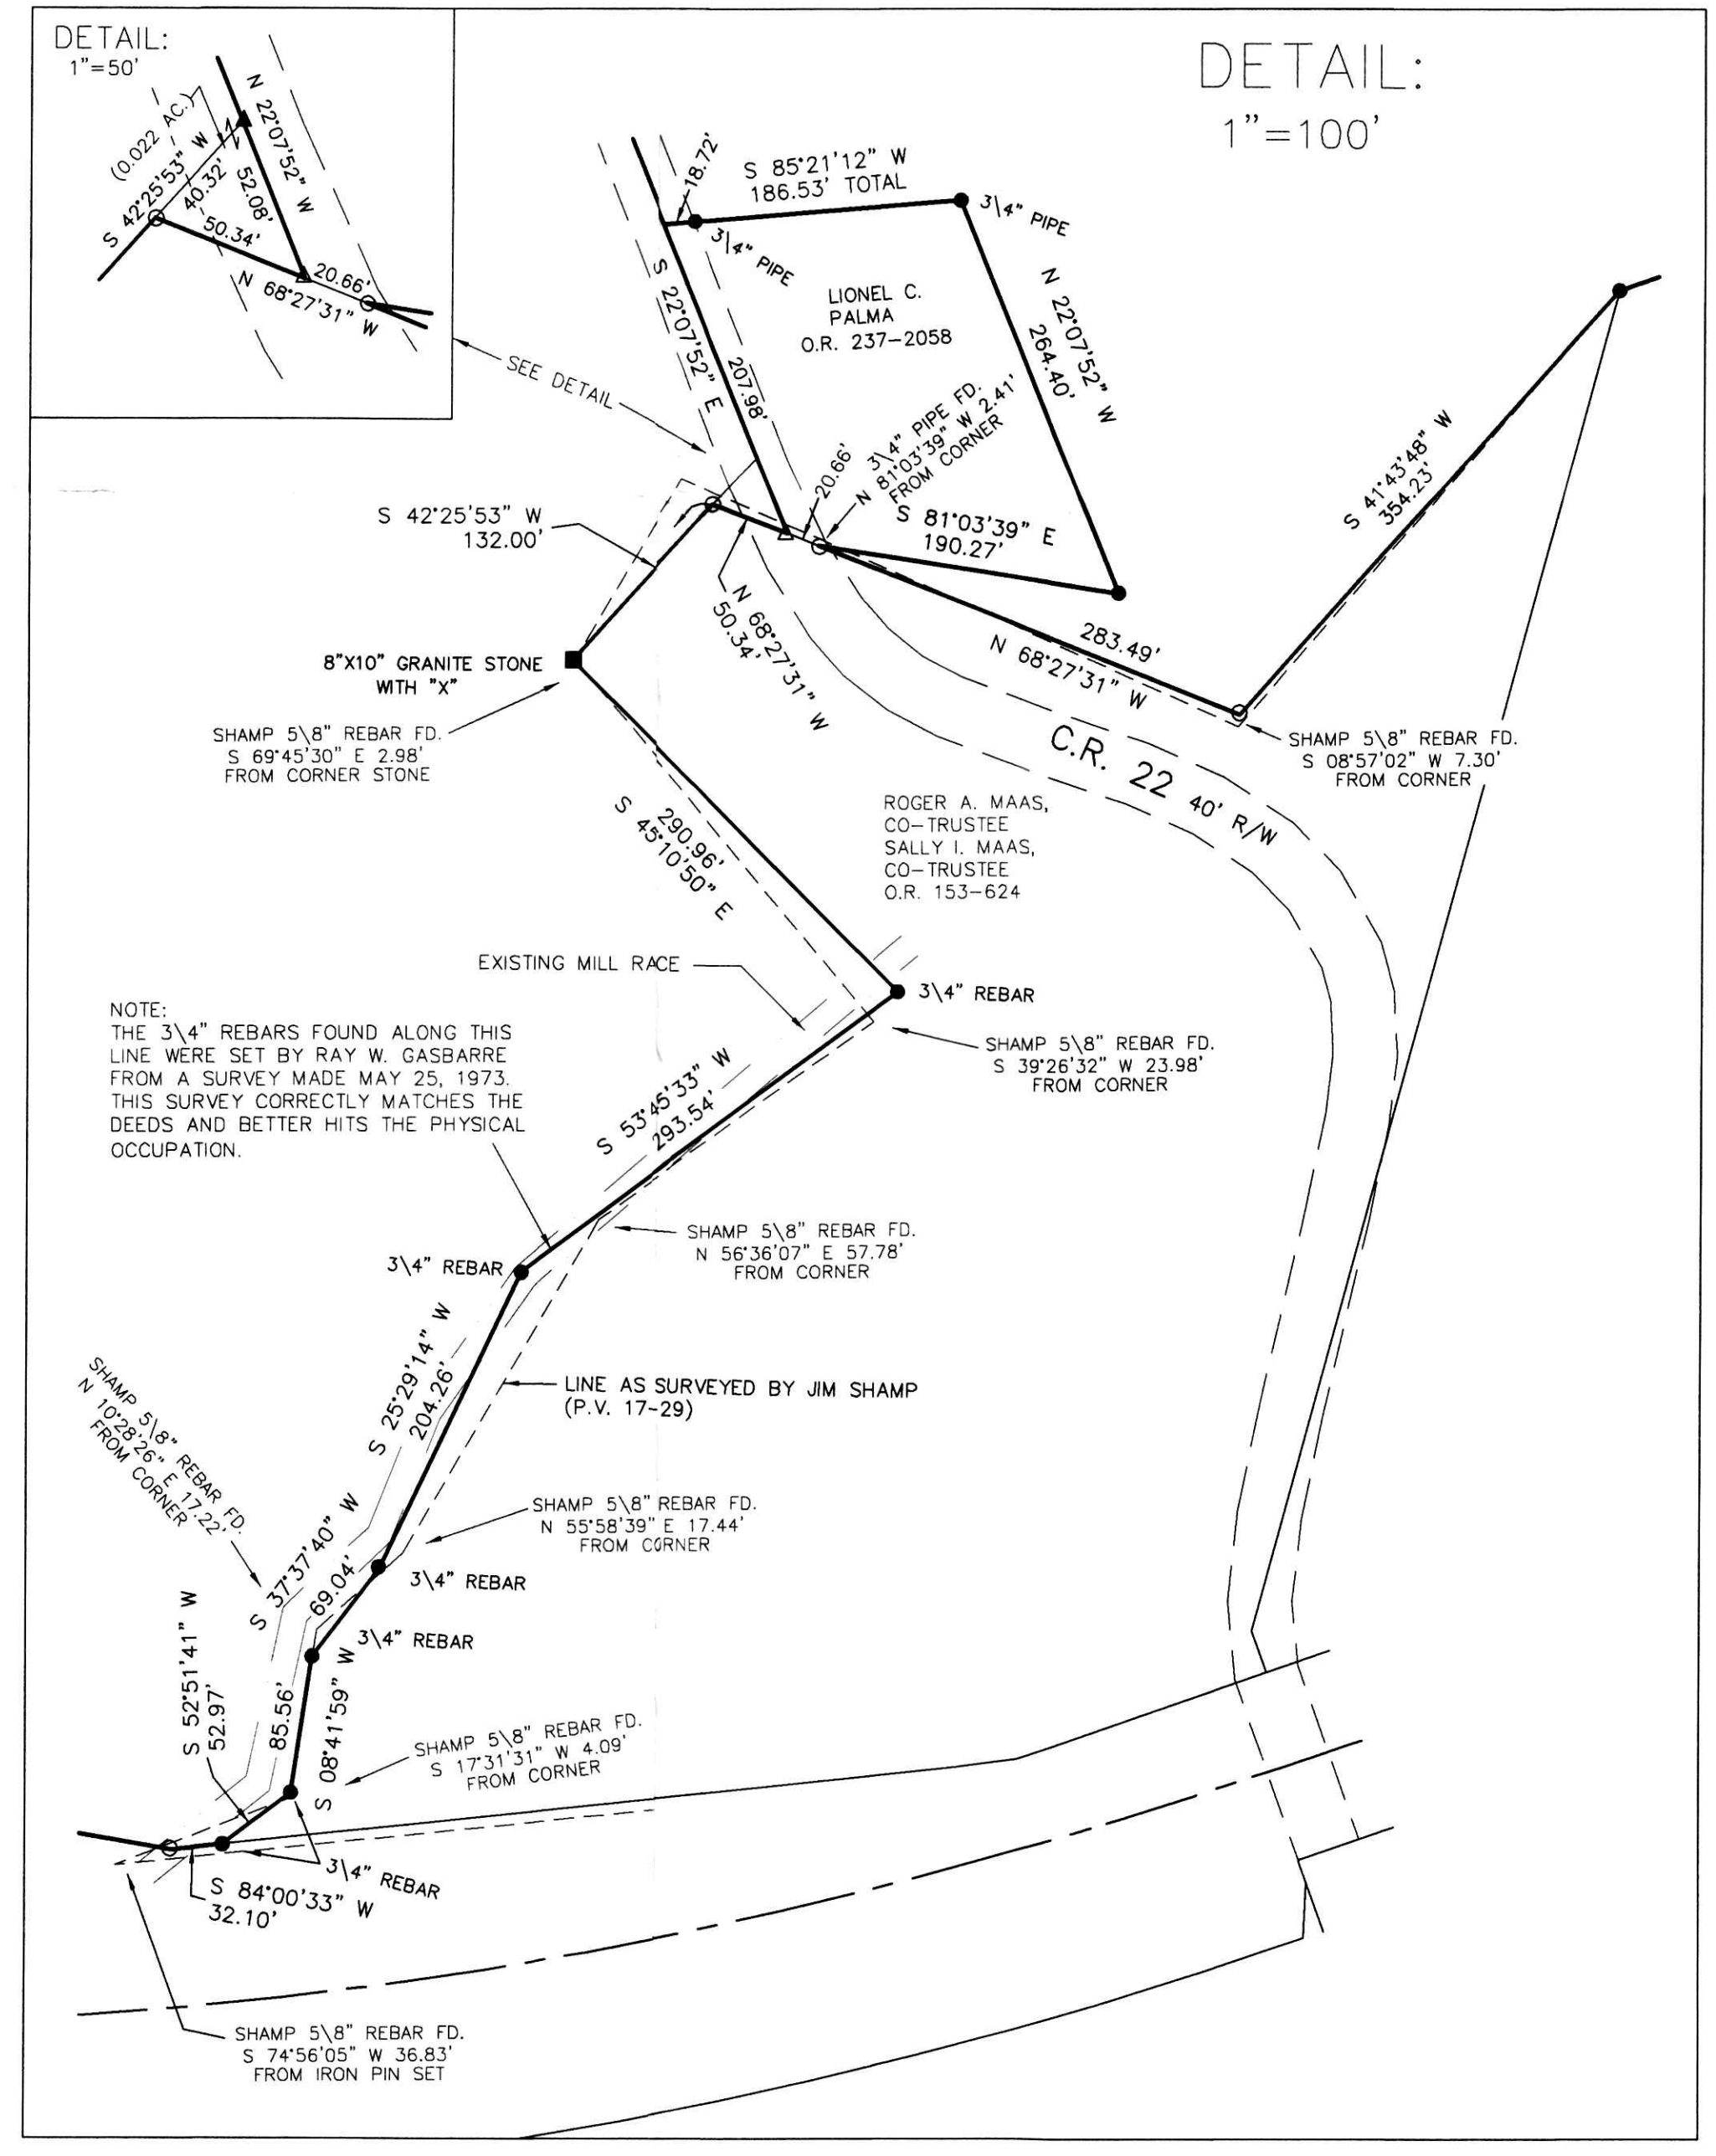 DETAIL:
1"=50'
(0.022 AC.)
S 42°25'53" W
40.32'
N 22°07'52" W
52.08'
50.34'
20.66'
N 68°27'31" W
DETAIL:
1"=100'
18.72'
S 85°21'12" W
186.53' TOTAL
3\4" PIPE
3\4" PIPE
S 22°07'52" E
207.98'
LIONEL C.
PALMA
O.R. 237-2058
N 22°07'52" W
264.40'
SEE DETAIL
3\4" PIPE FD.
N 81°03'39" W 2.41'
FROM CORNER
20.66'
S 81°03'39" E
190.27'
S 41°43'48" W
354.23'
S 42°25'53" W
132.00'
N 68°27'31" W
50.34'
283.49'
N 68°27'31" W
8"X10" GRANITE STONE
WITH "X"
SHAMP 5\8" REBAR FD.
S 69°45'30" E 2.98'
FROM CORNER STONE
C.R. 22 40' R/W
SHAMP 5\8" REBAR FD.
S 08°57'02" W 7.30'
FROM CORNER
290.96'
S 45°10'50" E
ROGER A. MAAS,
CO-TRUSTEE
SALLY I. MAAS,
CO-TRUSTEE
O.R. 153-624
EXISTING MILL RACE
3\4" REBAR
NOTE:
THE 3\4" REBARS FOUND ALONG THIS
LINE WERE SET BY RAY W. GASBARRE
FROM A SURVEY MADE MAY 25, 1973.
THIS SURVEY CORRECTLY MATCHES THE
DEEDS AND BETTER HITS THE PHYSICAL
OCCUPATION.
SHAMP 5\8" REBAR FD.
S 39°26'32" W 23.98'
FROM CORNER
S 53°45'33" W
293.54'
SHAMP 5\8" REBAR FD.
N 56°36'07" E 57.78'
FROM CORNER
3\4" REBAR
S 25°29'14" W
204.26'
LINE AS SURVEYED BY JIM SHAMP
(P.V. 17-29)
SHAMP 5\8" REBAR FD.
N 10°28'26" E 17.22'
FROM CORNER
SHAMP 5\8" REBAR FD.
N 55°58'39" E 17.44'
FROM CORNER
S 37°37'40" W
69.04'
3\4" REBAR
3\4" REBAR
S 52°51'41" W
52.97'
85.56'
S 08°41'59" W
SHAMP 5\8" REBAR FD.
S 17°31'31" W 4.09'
FROM CORNER
3\4" REBAR
S 84°00'33" W
32.10'
SHAMP 5\8" REBAR FD.
S 74°56'05" W 36.83'
FROM IRON PIN SET